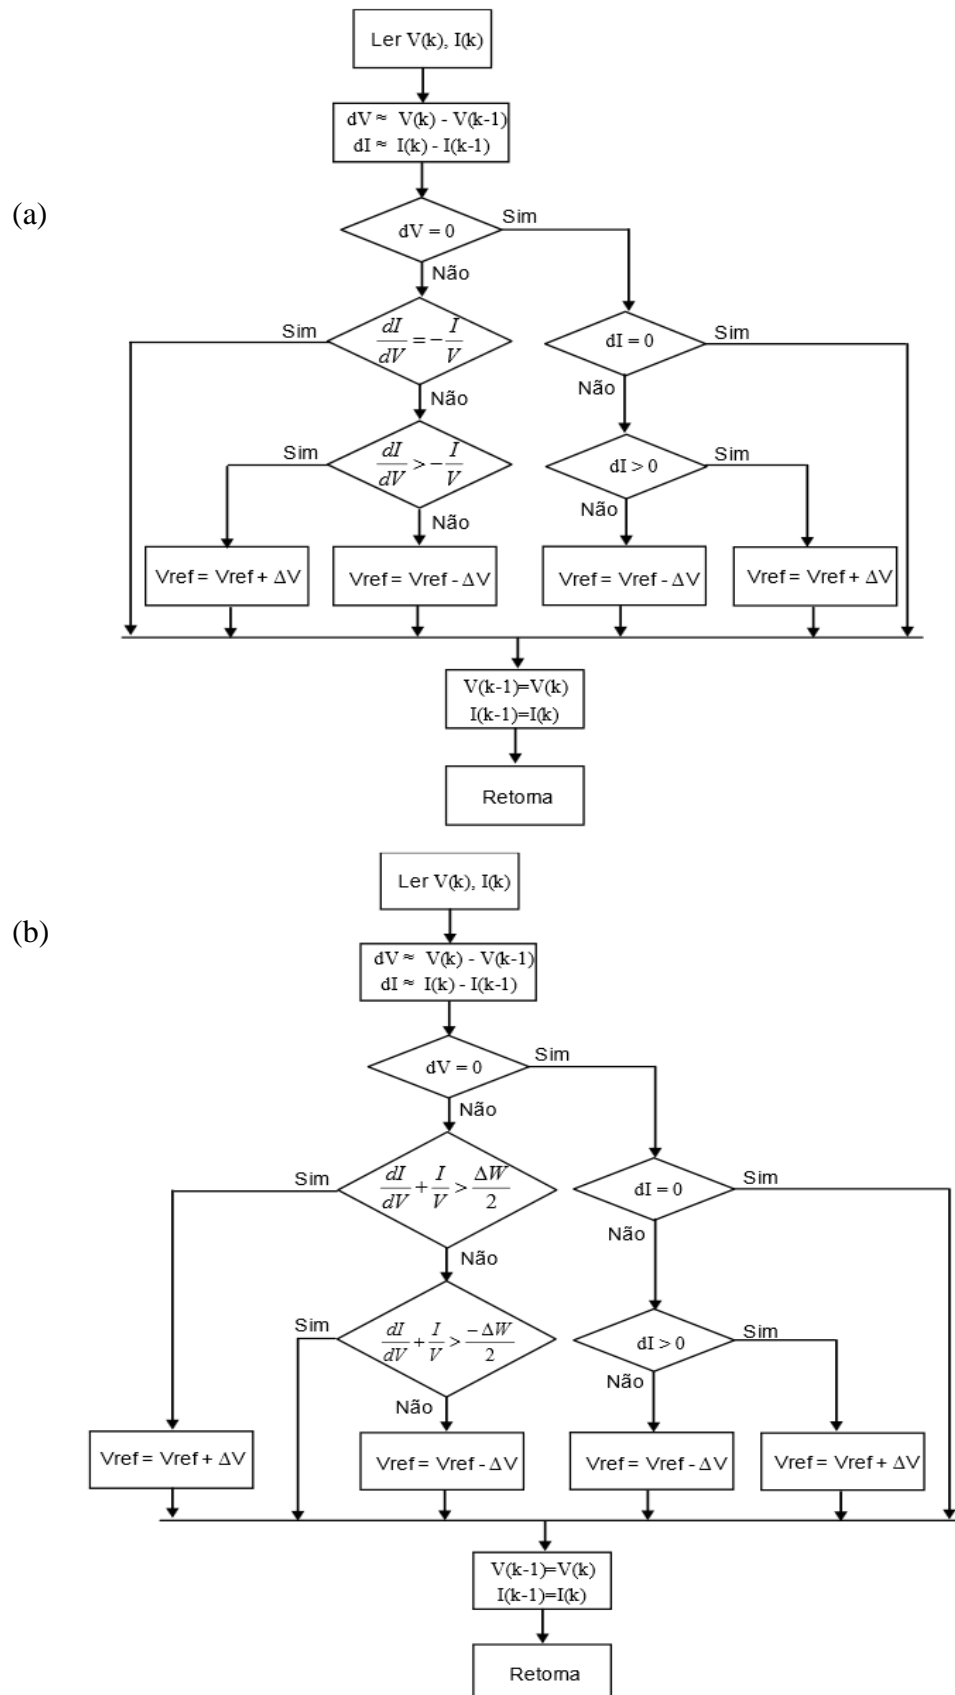 (a)
Ler V(k), I(k)
dV ≈ V(k) - V(k-1)
dI ≈ I(k) - I(k-1)
dV = 0
Sim
Não
dI/dV = -I/V
Sim
Não
dI = 0
Sim
Não
dI/dV > -I/V
Sim
Não
dI > 0
Sim
Não
Vref = Vref + ΔV
Vref = Vref - ΔV
Vref = Vref - ΔV
Vref = Vref + ΔV
V(k-1)=V(k)
I(k-1)=I(k)
Retorna
(b)
Ler V(k), I(k)
dV ≈ V(k) - V(k-1)
dI ≈ I(k) - I(k-1)
dV = 0
Sim
Não
dI/dV + I/V > ΔW/2
Sim
Não
dI = 0
Sim
Não
dI/dV + I/V > -ΔW/2
Sim
Não
dI > 0
Sim
Não
Vref = Vref + ΔV
Vref = Vref - ΔV
Vref = Vref - ΔV
Vref = Vref + ΔV
V(k-1)=V(k)
I(k-1)=I(k)
Retorna